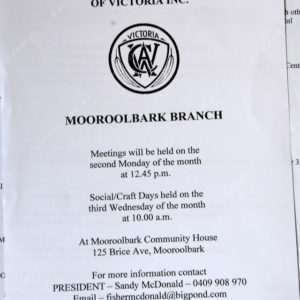 OF VICTORIA INC.
VICTORIA
CWA
MOOROOLBARK BRANCH
Meetings will be held on the
second Monday of the month
at 12.45 p.m.
Social/Craft Days held on the
third Wednesday of the month
at 10.00 a.m.
At Mooroolbark Community House
125 Brice Ave, Mooroolbark
For more information contact
PRESIDENT – Sandy McDonald – 0409 908 970
Email – fishermcdonald@bigpond.com